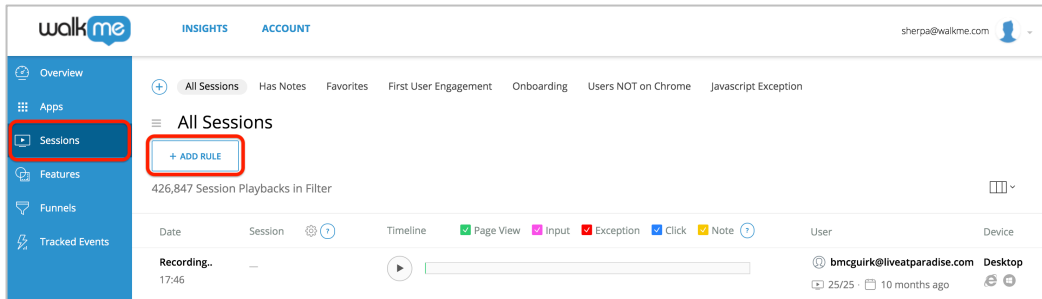 walkme INSIGHTS ACCOUNT sherpa@walkme.com
Overview
Apps
Sessions
Features
Funnels
Tracked Events
All Sessions Has Notes Favorites First User Engagement Onboarding Users NOT on Chrome Javascript Exception
All Sessions
+ ADD RULE
426,847 Session Playbacks in Filter
Date Session ? Timeline Page View Input Exception Click Note ? User Device
Recording.. — bmcguirk@liveatparadise.com Desktop
17:46 25/25 · 10 months ago